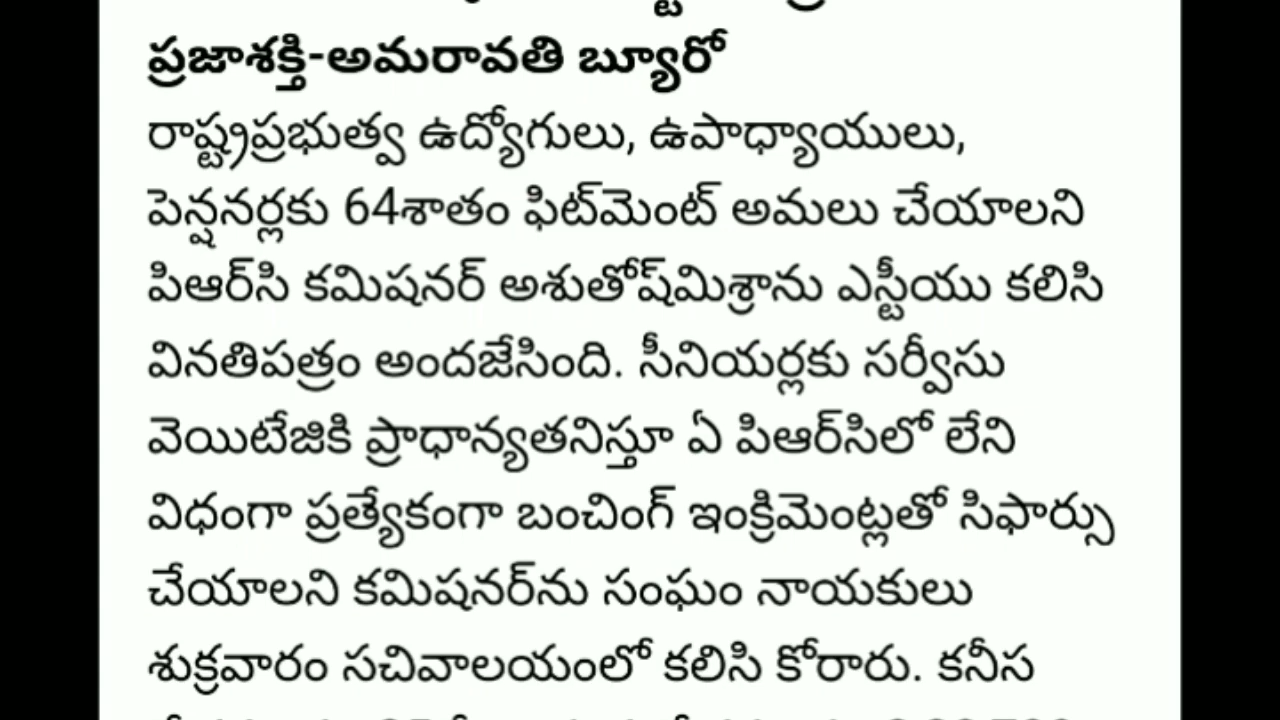 ప్రజాశక్తి-అమరావతి బ్యూరో
రాష్ట్రప్రభుత్వ ఉద్యోగులు, ఉపాధ్యాయులు,
పెన్షనర్లకు 64శాతం ఫిట్‌మెంట్ అమలు చేయాలని
పిఆర్‌సి కమిషనర్ అశుతోష్‌మిశ్రాను ఎస్టీయు కలిసి
వినతిపత్రం అందజేసింది. సీనియర్లకు సర్వీసు
వెయిటేజికి ప్రాధాన్యతనిస్తూ ఏ పిఆర్‌సిలో లేని
విధంగా ప్రత్యేకంగా బంచింగ్ ఇంక్రిమెంట్లతో సిఫార్సు
చేయాలని కమిషనర్‌ను సంఘం నాయకులు
శుక్రవారం సచివాలయంలో కలిసి కోరారు. కనీస